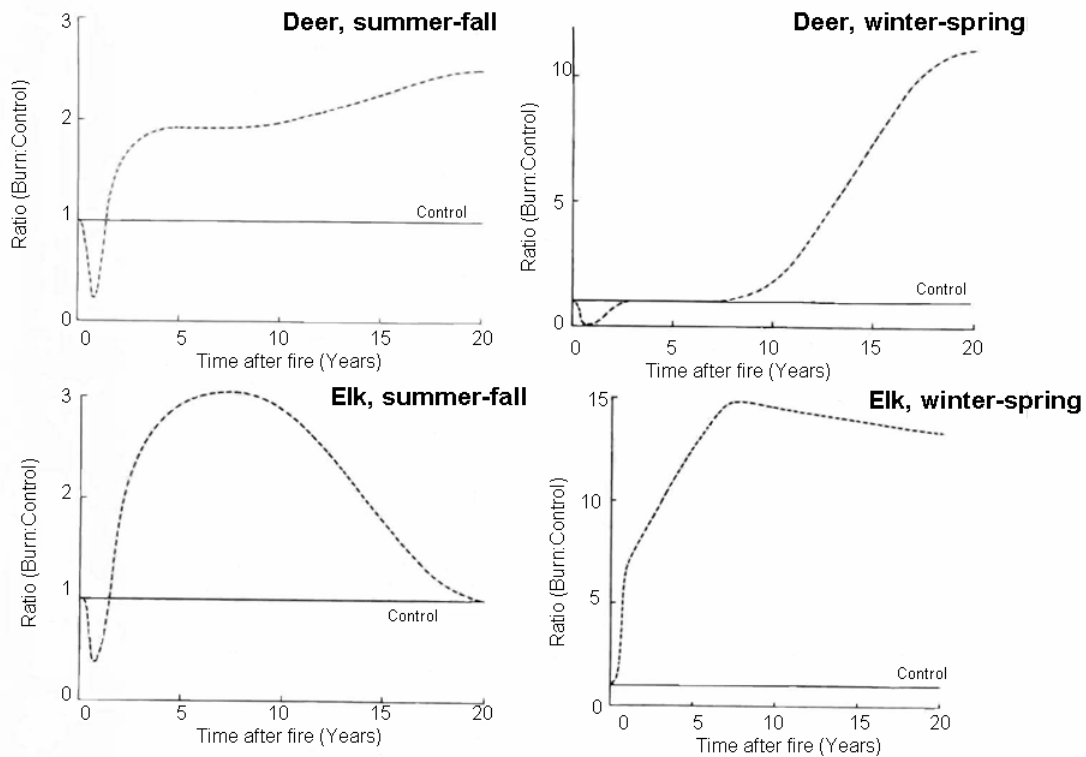 Deer, summer-fall
3
2
1
0
Ratio (Burn:Control)
Control
0 5 10 15 20
Time after fire (Years)
Deer, winter-spring
10
5
0
Ratio (Burn:Control)
Control
0 5 10 15 20
Time after fire (Years)
Elk, summer-fall
3
2
1
0
Ratio (Burn:Control)
Control
0 5 10 15 20
Time after fire (Years)
Elk, winter-spring
15
10
5
0
Ratio (Burn:Control)
Control
0 5 10 15 20
Time after fire (Years)